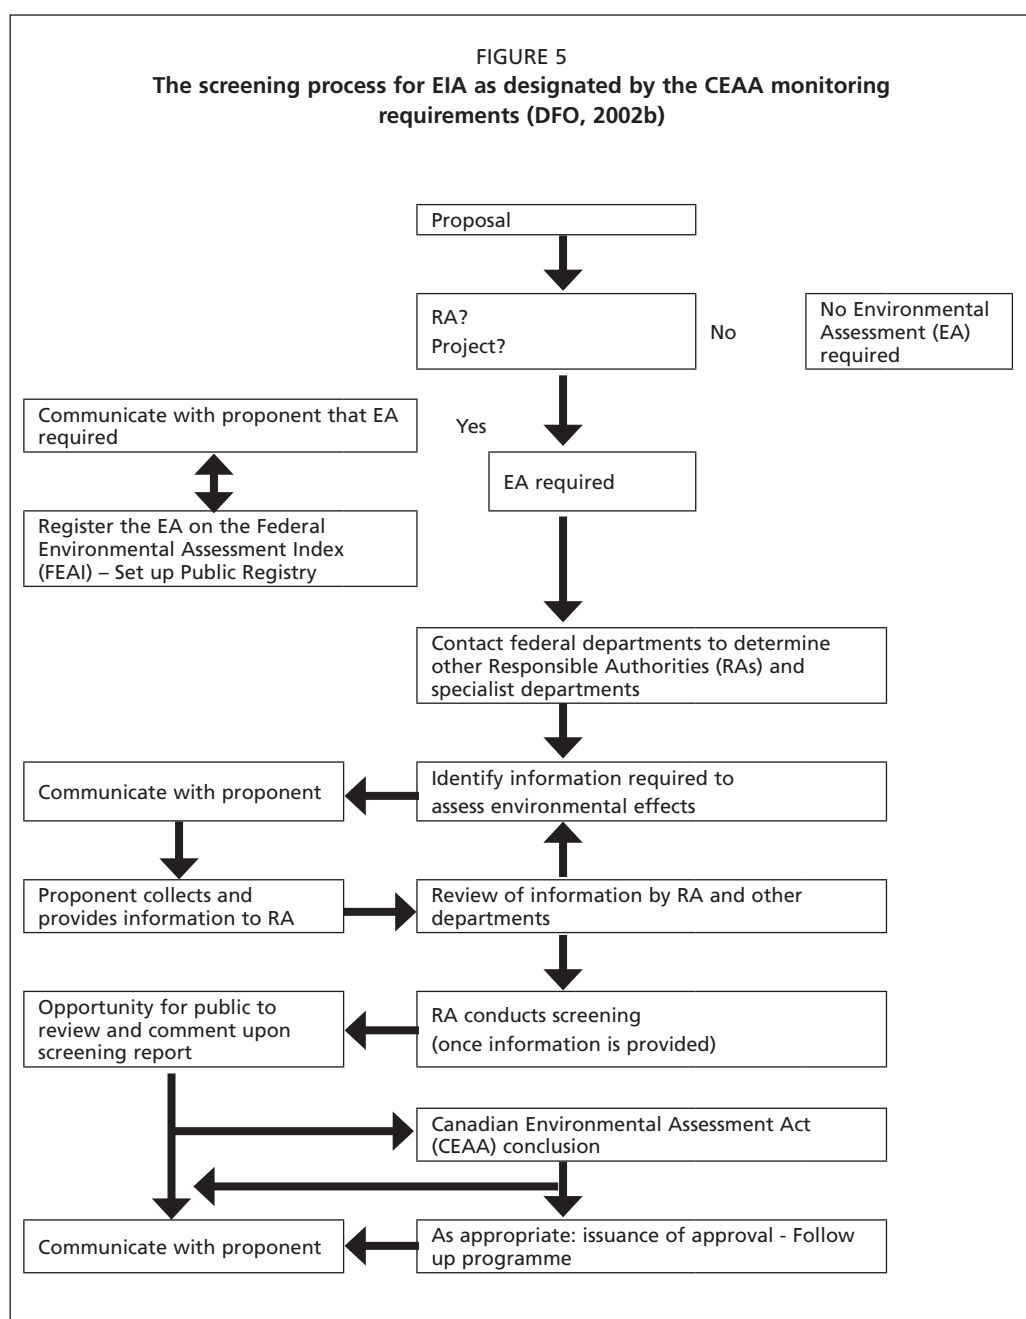 FIGURE 5
The screening process for EIA as designated by the CEAA monitoring
requirements (DFO, 2002b)
Proposal
RA?
Project?
No
No Environmental
Assessment (EA)
required
Communicate with proponent that EA
required
Yes
EA required
Register the EA on the Federal
Environmental Assessment Index
(FEAI) – Set up Public Registry
Contact federal departments to determine
other Responsible Authorities (RAs) and
specialist departments
Communicate with proponent
Identify information required to
assess environmental effects
Proponent collects and
provides information to RA
Review of information by RA and other
departments
Opportunity for public to
review and comment upon
screening report
RA conducts screening
(once information is provided)
Canadian Environmental Assessment Act
(CEAA) conclusion
Communicate with proponent
As appropriate: issuance of approval - Follow
up programme